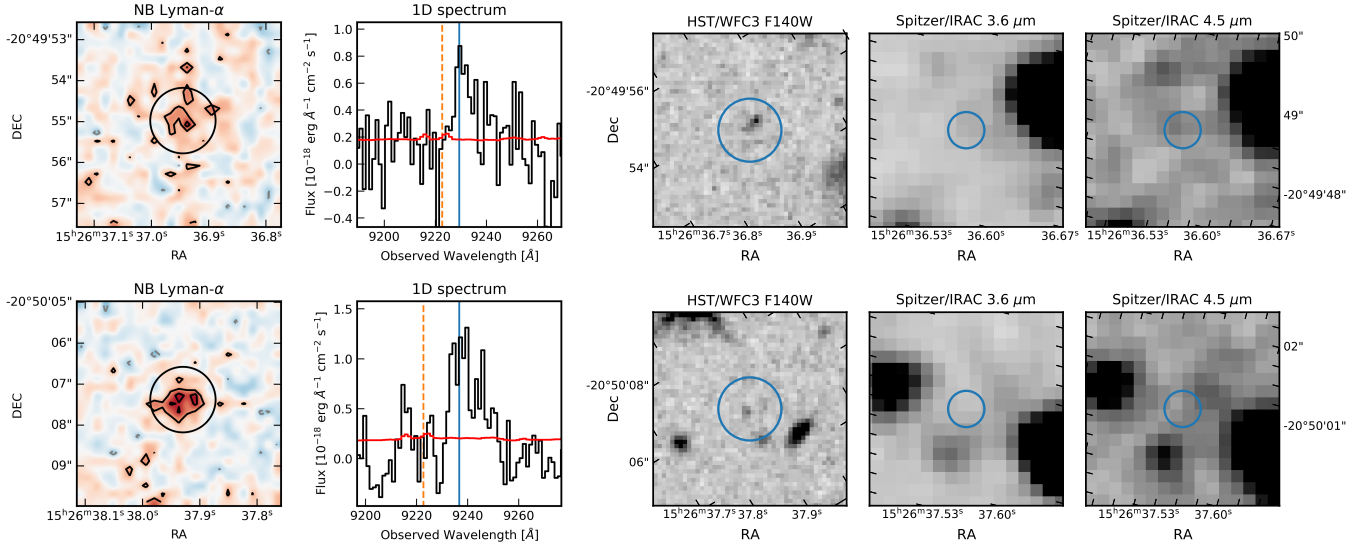 NB Lyman-α
1D spectrum
HST/WFC3 F140W
Spitzer/IRAC 3.6 μm
Spitzer/IRAC 4.5 μm
-20°49'53"
54"
55"
56"
57"
DEC
15ʰ26ᵐ37.1ˢ 37.0ˢ 36.9ˢ 36.8ˢ
RA
Flux [10⁻¹⁸ erg Å⁻¹ cm⁻² s⁻¹]
1.0
0.8
0.6
0.4
0.2
0.0
−0.2
−0.4
9200 9220 9240 9260
Observed Wavelength [Å]
-20°49'56"
54"
Dec
15ʰ26ᵐ36.7ˢ 36.8ˢ 36.9ˢ
RA
15ʰ26ᵐ36.53ˢ 36.60ˢ 36.67ˢ
RA
50"
49"
-20°49'48"
15ʰ26ᵐ36.53ˢ 36.60ˢ 36.67ˢ
RA
NB Lyman-α
1D spectrum
HST/WFC3 F140W
Spitzer/IRAC 3.6 μm
Spitzer/IRAC 4.5 μm
-20°50'05"
06"
07"
08"
09"
DEC
15ʰ26ᵐ38.1ˢ 38.0ˢ 37.9ˢ 37.8ˢ
RA
Flux [10⁻¹⁸ erg Å⁻¹ cm⁻² s⁻¹]
1.5
1.0
0.5
0.0
9200 9220 9240 9260
Observed Wavelength [Å]
-20°50'08"
06"
Dec
15ʰ26ᵐ37.7ˢ 37.8ˢ 37.9ˢ
RA
15ʰ26ᵐ37.53ˢ 37.60ˢ
RA
02"
-20°50'01"
15ʰ26ᵐ37.53ˢ 37.60ˢ
RA